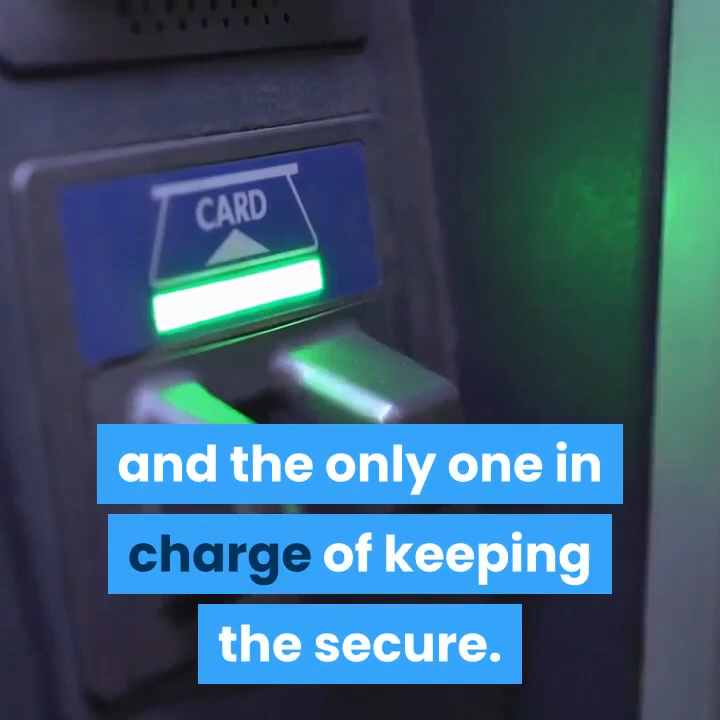 CARD
and the only one in
charge of keeping
the secure.